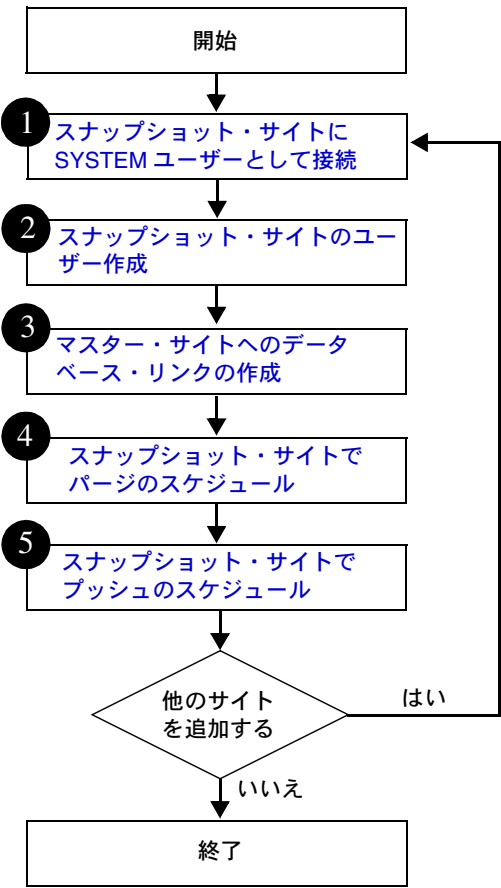 開始
1
スナップショット・サイトに
SYSTEM ユーザーとして接続
2
スナップショット・サイトのユー
ザー作成
3
マスター・サイトへのデータ
ベース・リンクの作成
4
スナップショット・サイトで
パージのスケジュール
5
スナップショット・サイトで
プッシュのスケジュール
他のサイト
を追加する
はい
いいえ
終了